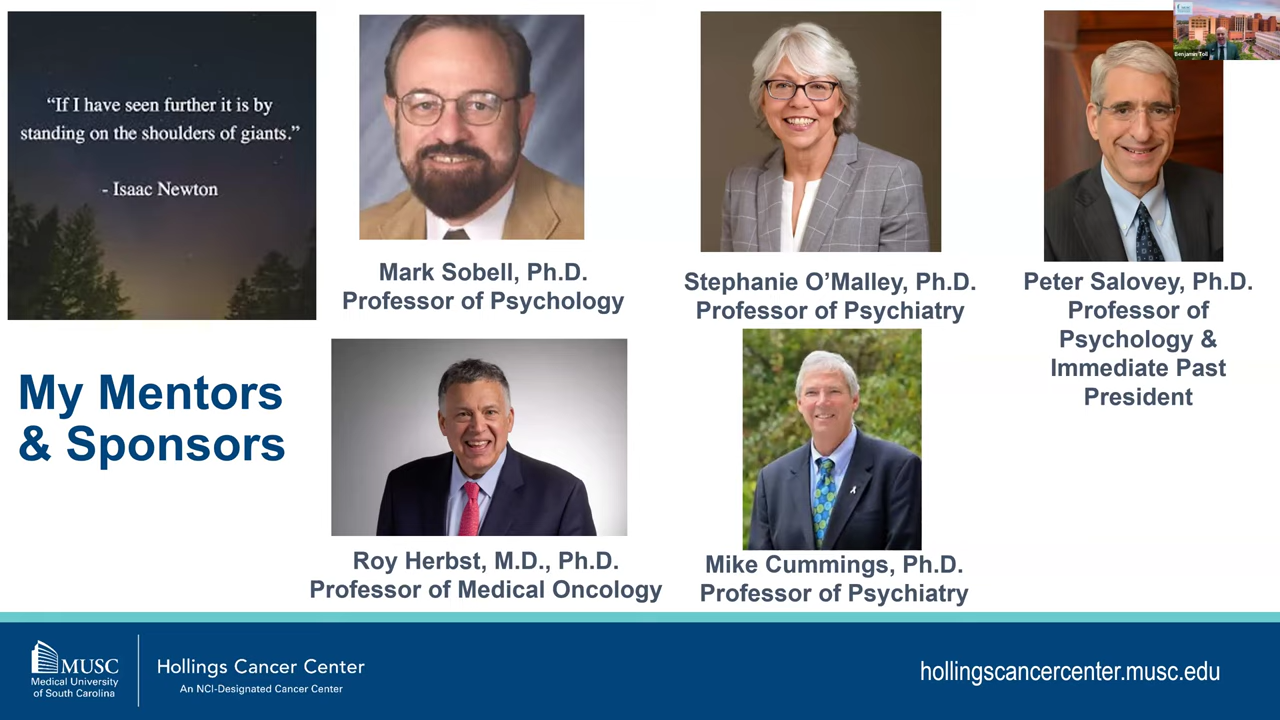 “If I have seen further it is by
standing on the shoulders of giants.”
- Isaac Newton
My Mentors
& Sponsors
Mark Sobell, Ph.D.
Professor of Psychology
Stephanie O’Malley, Ph.D.
Professor of Psychiatry
Peter Salovey, Ph.D.
Professor of
Psychology &
Immediate Past
President
Roy Herbst, M.D., Ph.D.
Professor of Medical Oncology
Mike Cummings, Ph.D.
Professor of Psychiatry
MUSC
Benjamin Toll
MUSC
Medical University
of South Carolina
Hollings Cancer Center
An NCI-Designated Cancer Center
hollingscancercenter.musc.edu